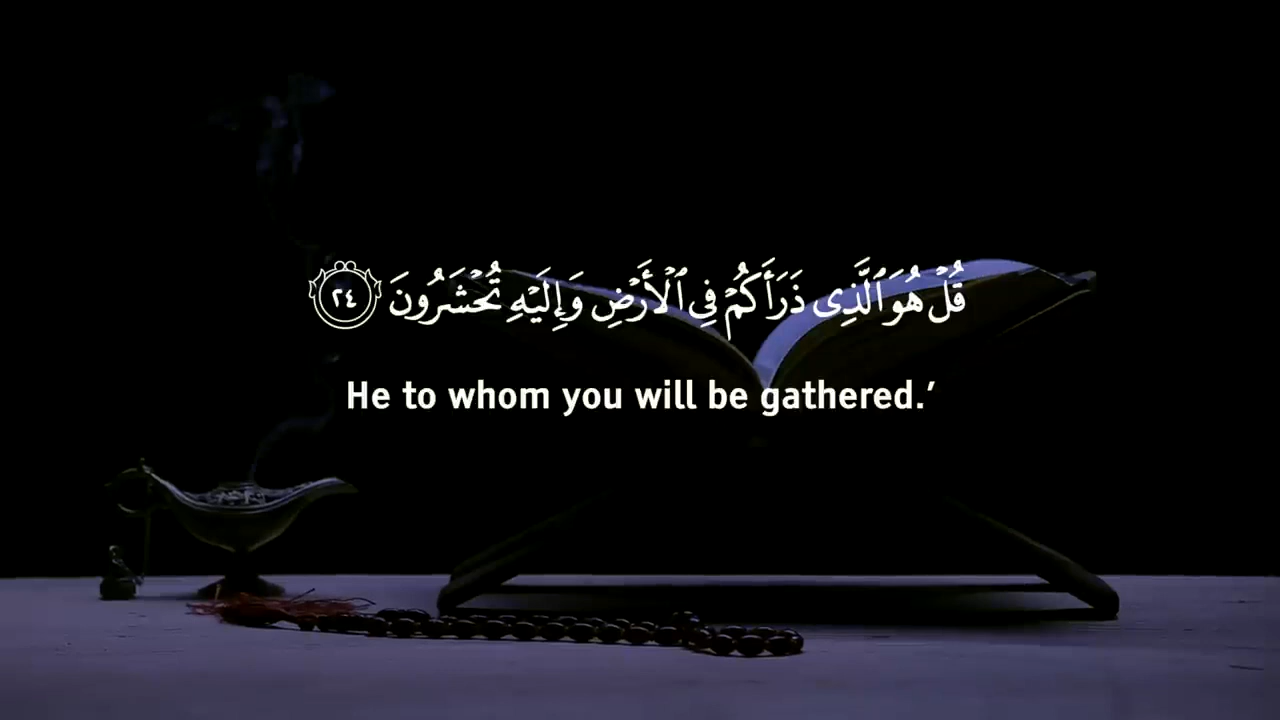 قُلْ هُوَ ٱلَّذِى ذَرَأَكُمْ فِى ٱلْأَرْضِ وَإِلَيْهِ تُحْشَرُونَ ٢٤
He to whom you will be gathered.’